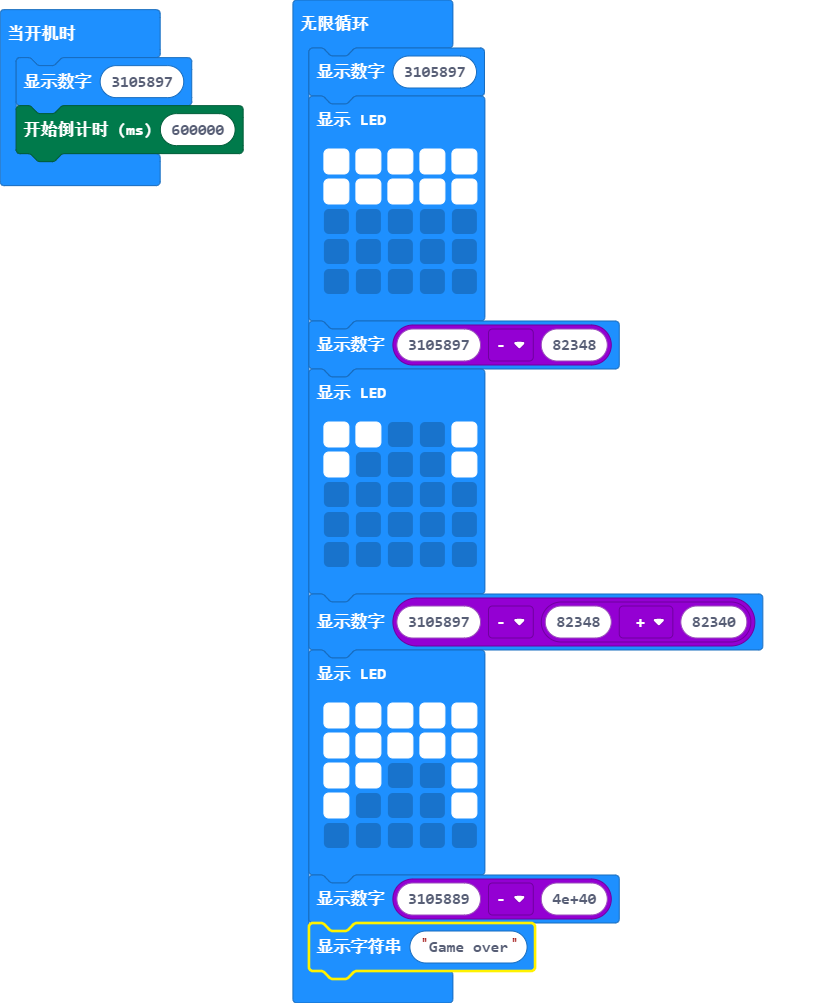 当开机时
显示数字 3105897
开始倒计时 (ms) 600000
无限循环
显示数字 3105897
显示 LED
显示数字 3105897 - 82348
显示 LED
显示数字 3105897 - 82348 + 82340
显示 LED
显示数字 3105889 - 4e+40
显示字符串 "Game over"